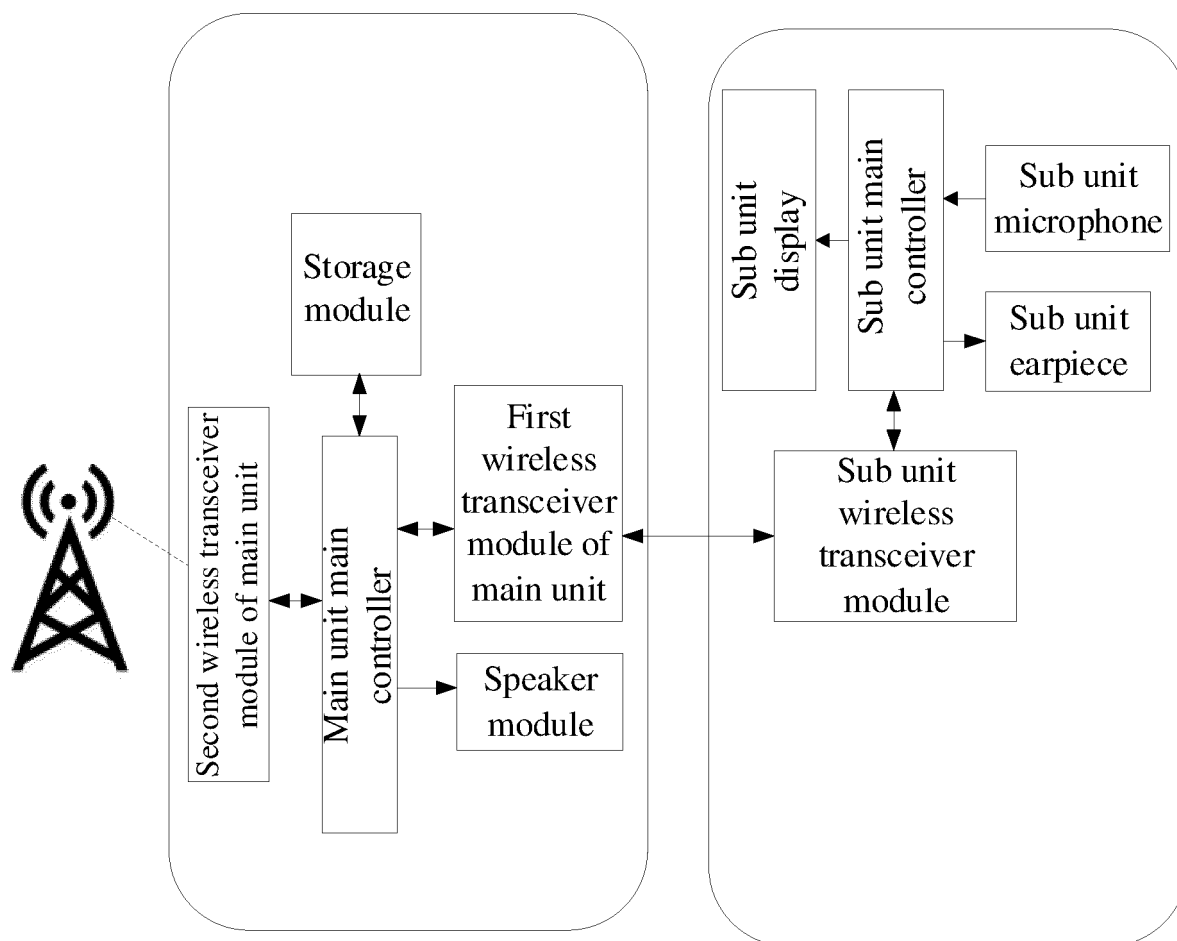 Storage
module
Second wireless transceiver
module of main unit
Main unit main
controller
First
wireless
transceiver
module of
main unit
Speaker
module
Sub unit
display
Sub unit main
controller
Sub unit
microphone
Sub unit
earpiece
Sub unit
wireless
transceiver
module